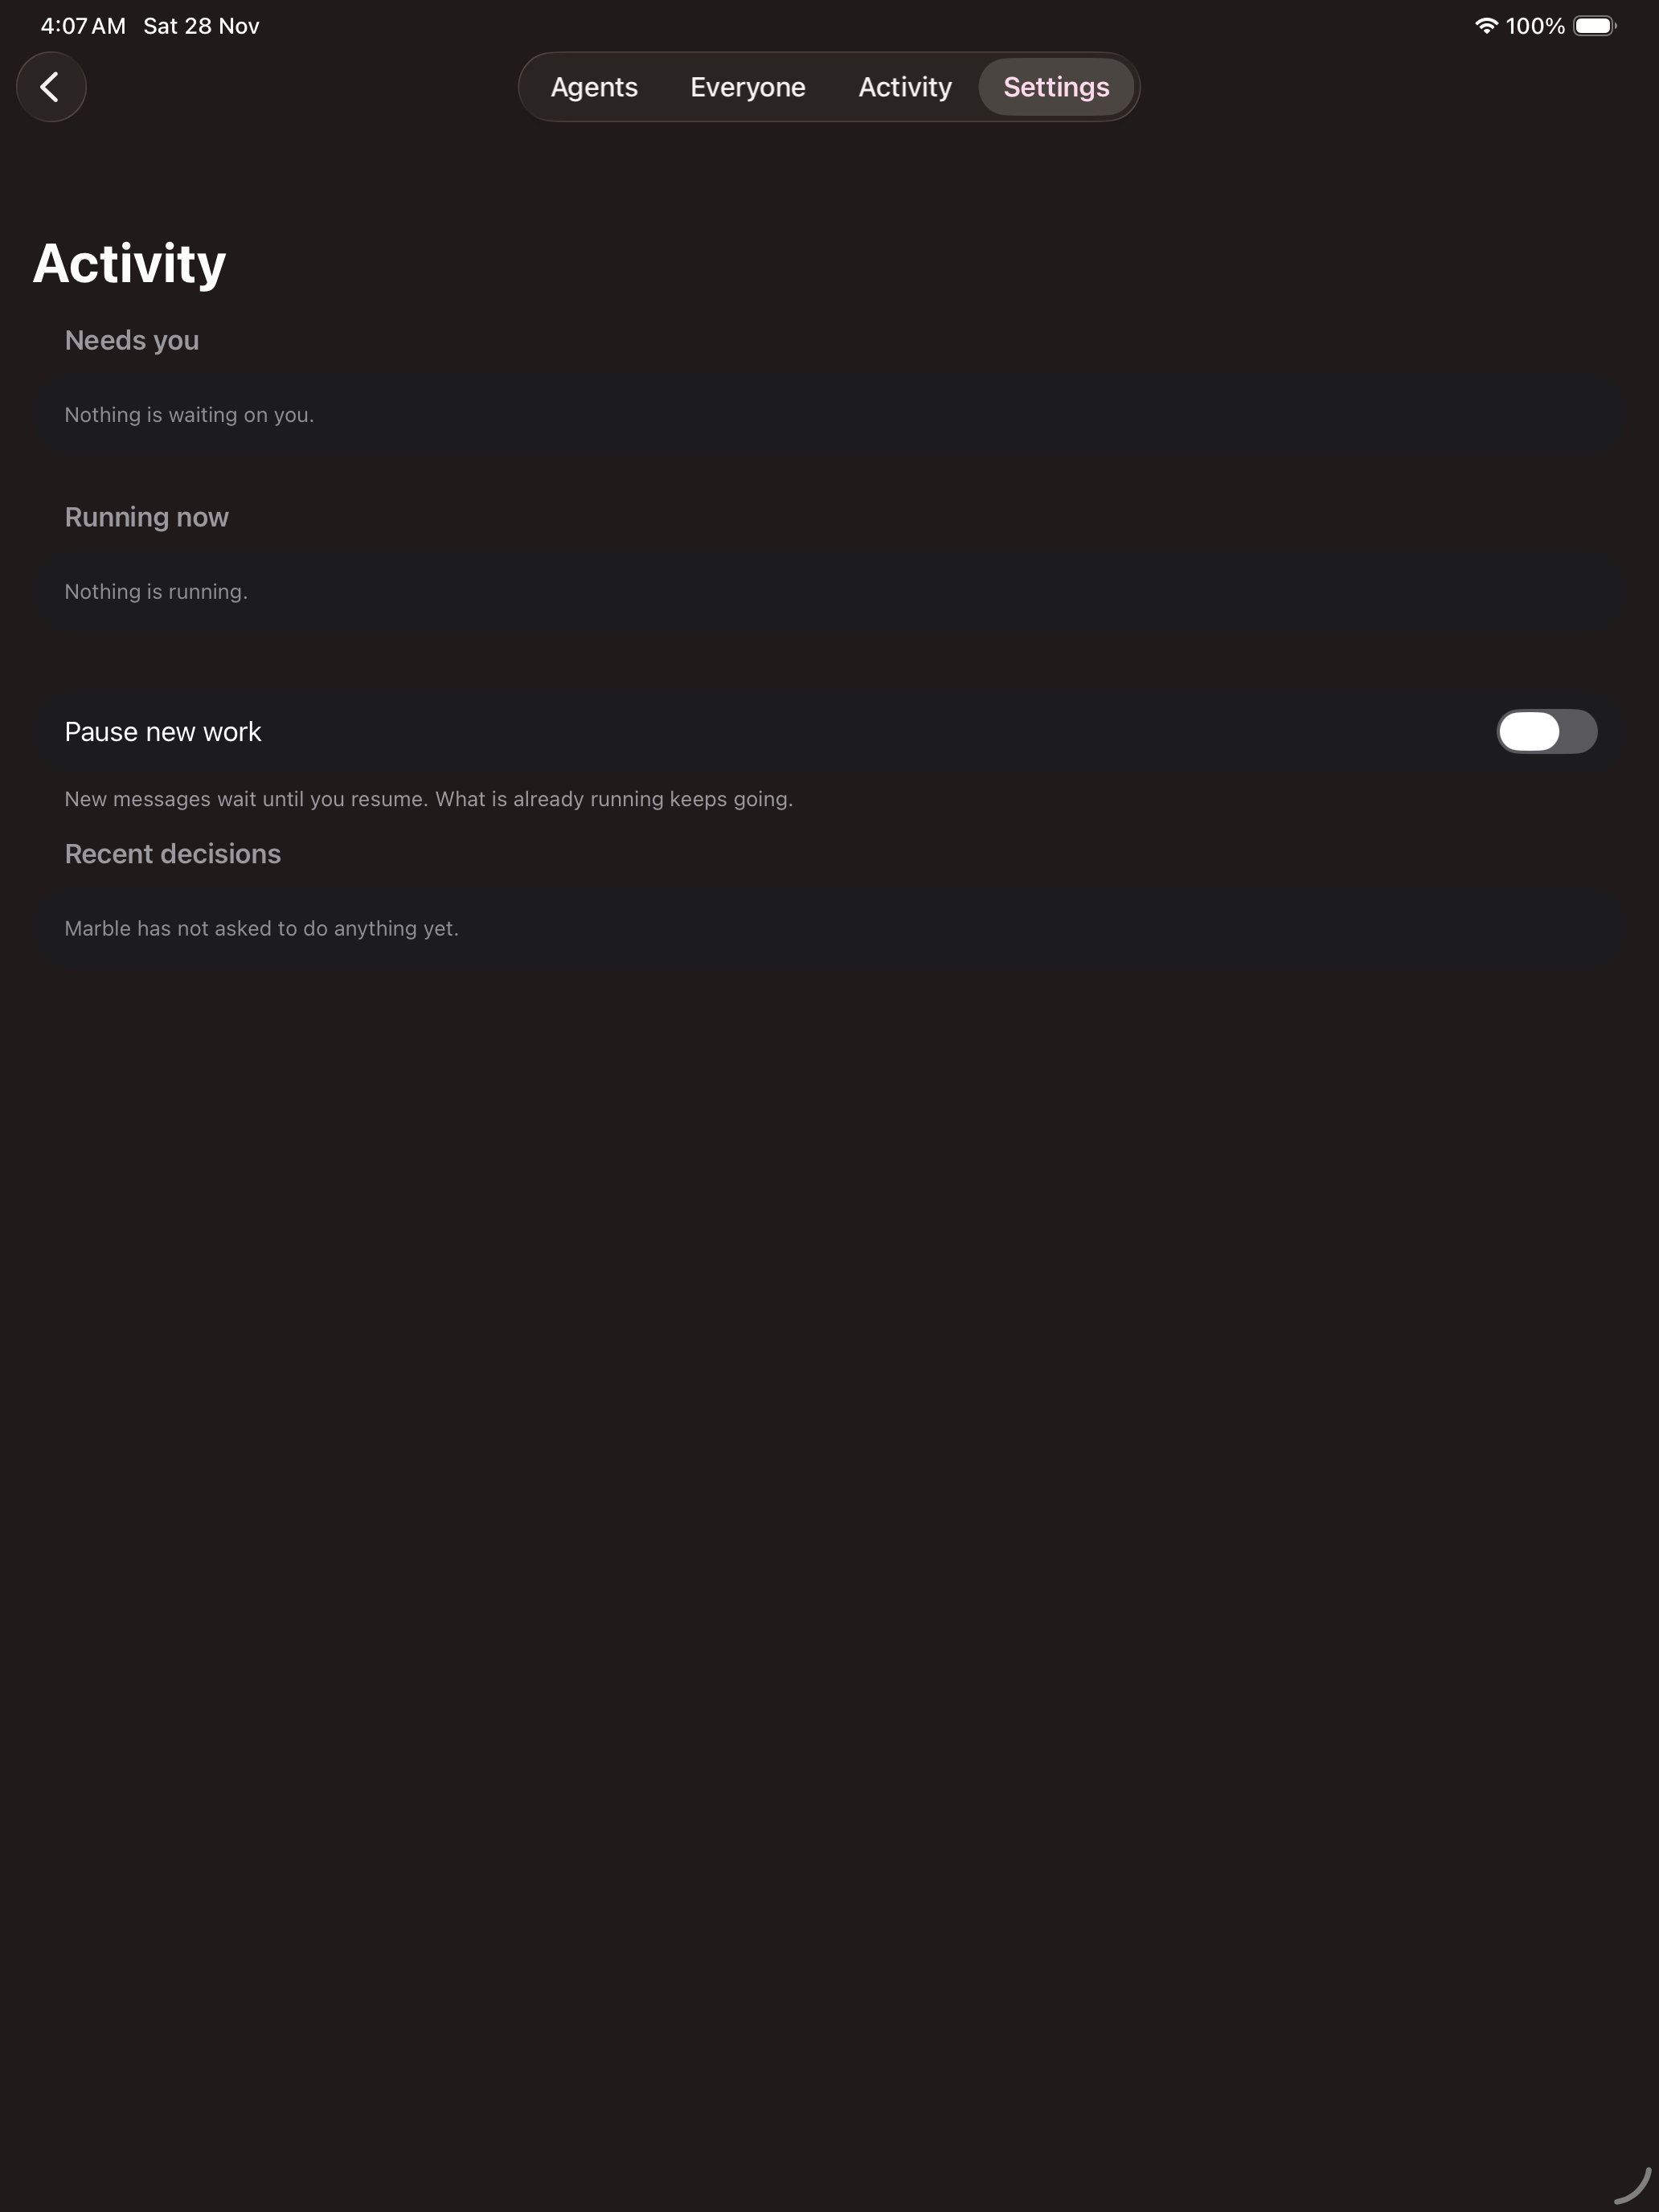 4:07 AM Sat 28 Nov 100%
Agents Everyone Activity Settings
Activity
Needs you
Nothing is waiting on you.
Running now
Nothing is running.
Pause new work
New messages wait until you resume. What is already running keeps going.
Recent decisions
Marble has not asked to do anything yet.